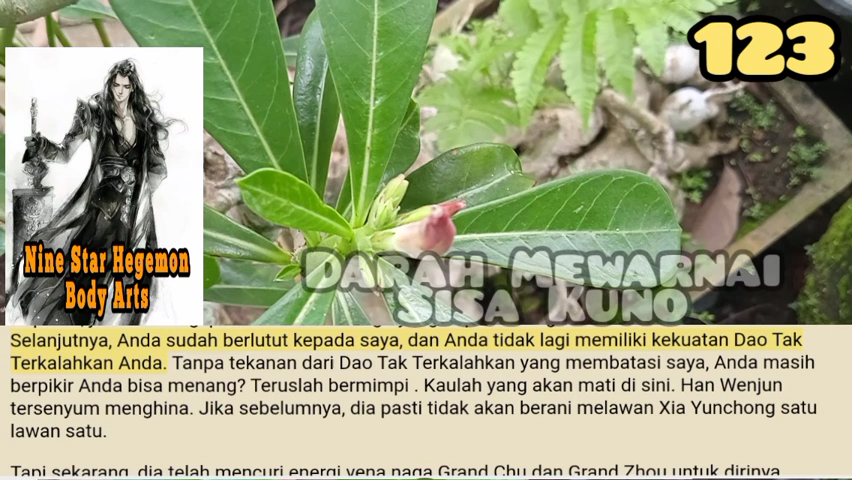 123
Nine Star Hegemon
Body Arts
DARAH MEWARNAI
SISA KUNO
Selanjutnya, Anda sudah berlutut kepada saya, dan Anda tidak lagi memiliki kekuatan Dao Tak
Terkalahkan Anda. Tanpa tekanan dari Dao Tak Terkalahkan yang membatasi saya, Anda masih
berpikir Anda bisa menang? Teruslah bermimpi . Kaulah yang akan mati di sini. Han Wenjun
tersenyum menghina. Jika sebelumnya, dia pasti tidak akan berani melawan Xia Yunchong satu
lawan satu.
Tapi sekarang, dia telah mencuri energi vena naga Grand Chu dan Grand Zhou untuk dirinya